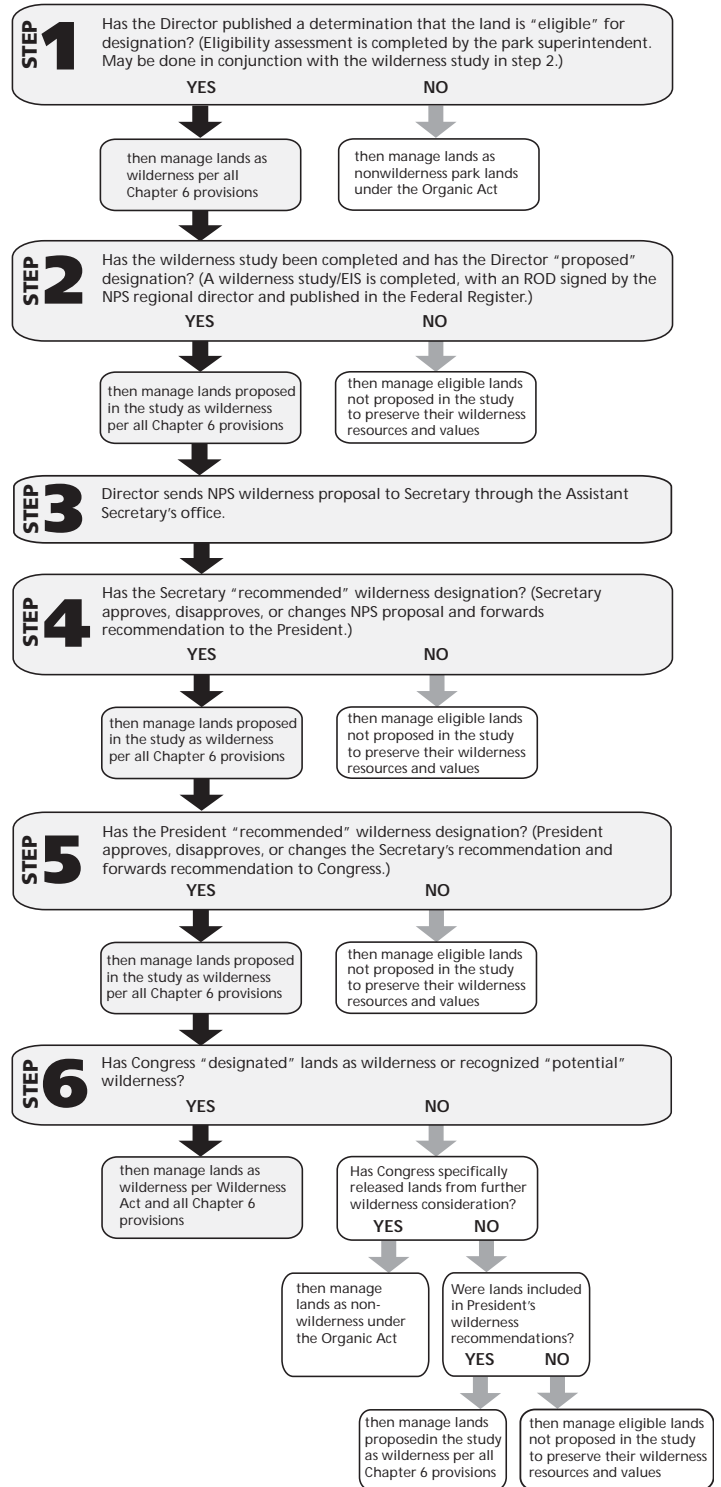 STEP 1
Has the Director published a determination that the land is “eligible” for
designation? (Eligibility assessment is completed by the park superintendent.
May be done in conjunction with the wilderness study in step 2.)
YES NO
then manage lands as
wilderness per all
Chapter 6 provisions
then manage lands as
nonwilderness park lands
under the Organic Act
STEP 2
Has the wilderness study been completed and has the Director “proposed”
designation? (A wilderness study/EIS is completed, with an ROD signed by the
NPS regional director and published in the Federal Register.)
YES NO
then manage lands proposed
in the study as wilderness
per all Chapter 6 provisions
then manage eligible lands
not proposed in the study
to preserve their wilderness
resources and values
STEP 3
Director sends NPS wilderness proposal to Secretary through the Assistant
Secretary’s office.
STEP 4
Has the Secretary “recommended” wilderness designation? (Secretary
approves, disapproves, or changes NPS proposal and forwards
recommendation to the President.)
YES NO
then manage lands proposed
in the study as wilderness
per all Chapter 6 provisions
then manage eligible lands
not proposed in the study
to preserve their wilderness
resources and values
STEP 5
Has the President “recommended” wilderness designation? (President
approves, disapproves, or changes the Secretary’s recommendation and
forwards recommendation to Congress.)
YES NO
then manage lands proposed
in the study as wilderness
per all Chapter 6 provisions
then manage eligible lands
not proposed in the study
to preserve their wilderness
resources and values
STEP 6
Has Congress “designated” lands as wilderness or recognized “potential”
wilderness?
YES NO
then manage lands as
wilderness per Wilderness
Act and all Chapter 6
provisions
Has Congress specifically
released lands from further
wilderness consideration?
YES NO
then manage
lands as non-
wilderness under
the Organic Act
Were lands included
in President’s
wilderness
recommendations?
YES NO
then manage lands
proposedin the study
as wilderness per all
Chapter 6 provisions
then manage eligible lands
not proposed in the study
to preserve their wilderness
resources and values